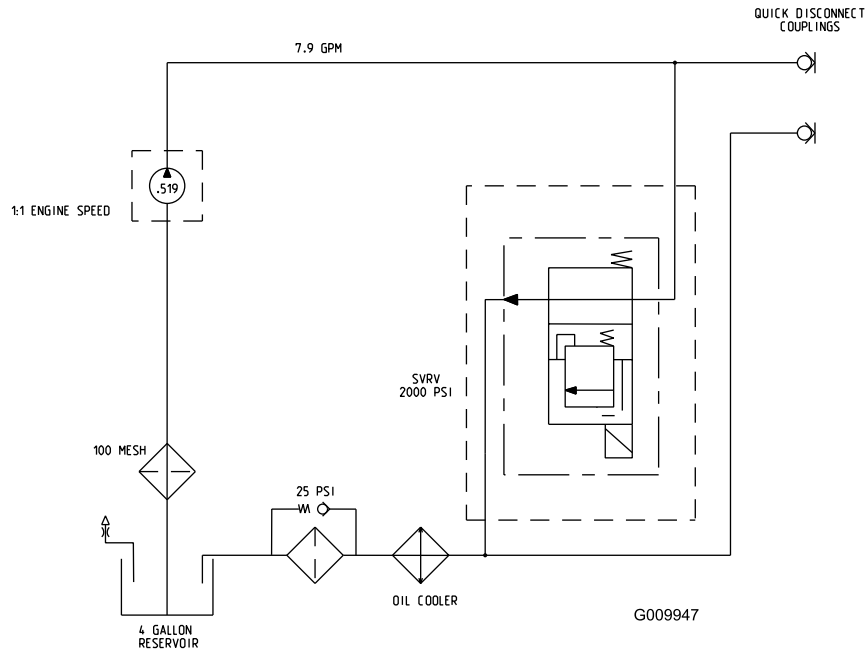 QUICK DISCONNECT
COUPLINGS
7.9 GPM
.519
1:1 ENGINE SPEED
SVRV
2000 PSI
100 MESH
25 PSI
OIL COOLER
G009947
4 GALLON
RESERVOIR